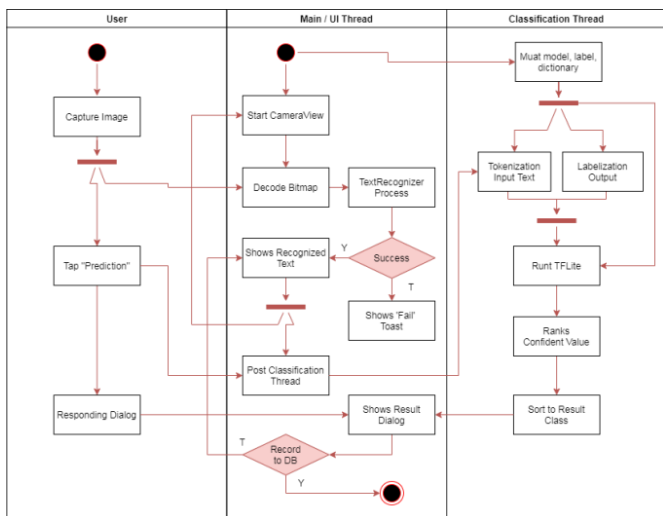 User
Main / UI Thread
Classification Thread
Muat model, label,
dictionary
Capture Image
Start CameraView
Decode Bitmap
TextRecognizer
Process
Tokenization
Input Text
Labelization
Output
Tap "Prediction"
Shows Recognized
Text
Y
Success
T
Runt TFLite
Shows 'Fail'
Toast
Ranks
Confident Value
Post Classification
Thread
Responding Dialog
Shows Result
Dialog
Sort to Result
Class
T
Record
to DB
Y